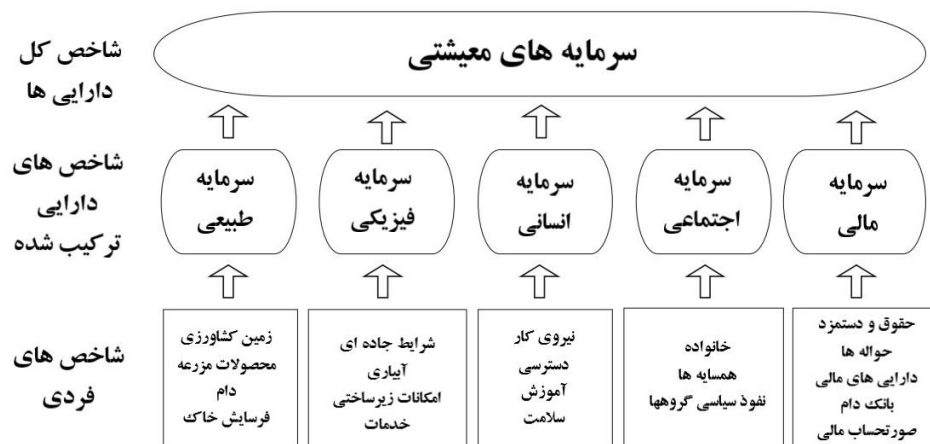 شاخص کل
دارایی ها
سرمایه های معیشتی
شاخص های
دارایی
ترکیب شده
سرمایه
مالی
سرمایه
اجتماعی
سرمایه
انسانی
سرمایه
فیزیکی
سرمایه
طبیعی
شاخص های
فردی
حقوق و دستمزد
حواله ها
دارایی های مالی
بانک دام
صورتحساب مالی
خانواده
همسایه ها
نفوذ سیاسی گروهها
نیروی کار
دسترسی
آموزش
سلامت
شرایط جاده ای
آبیاری
امکانات زیرساختی
خدمات
زمین کشاورزی
محصولات مزرعه
دام
فرسایش خاک